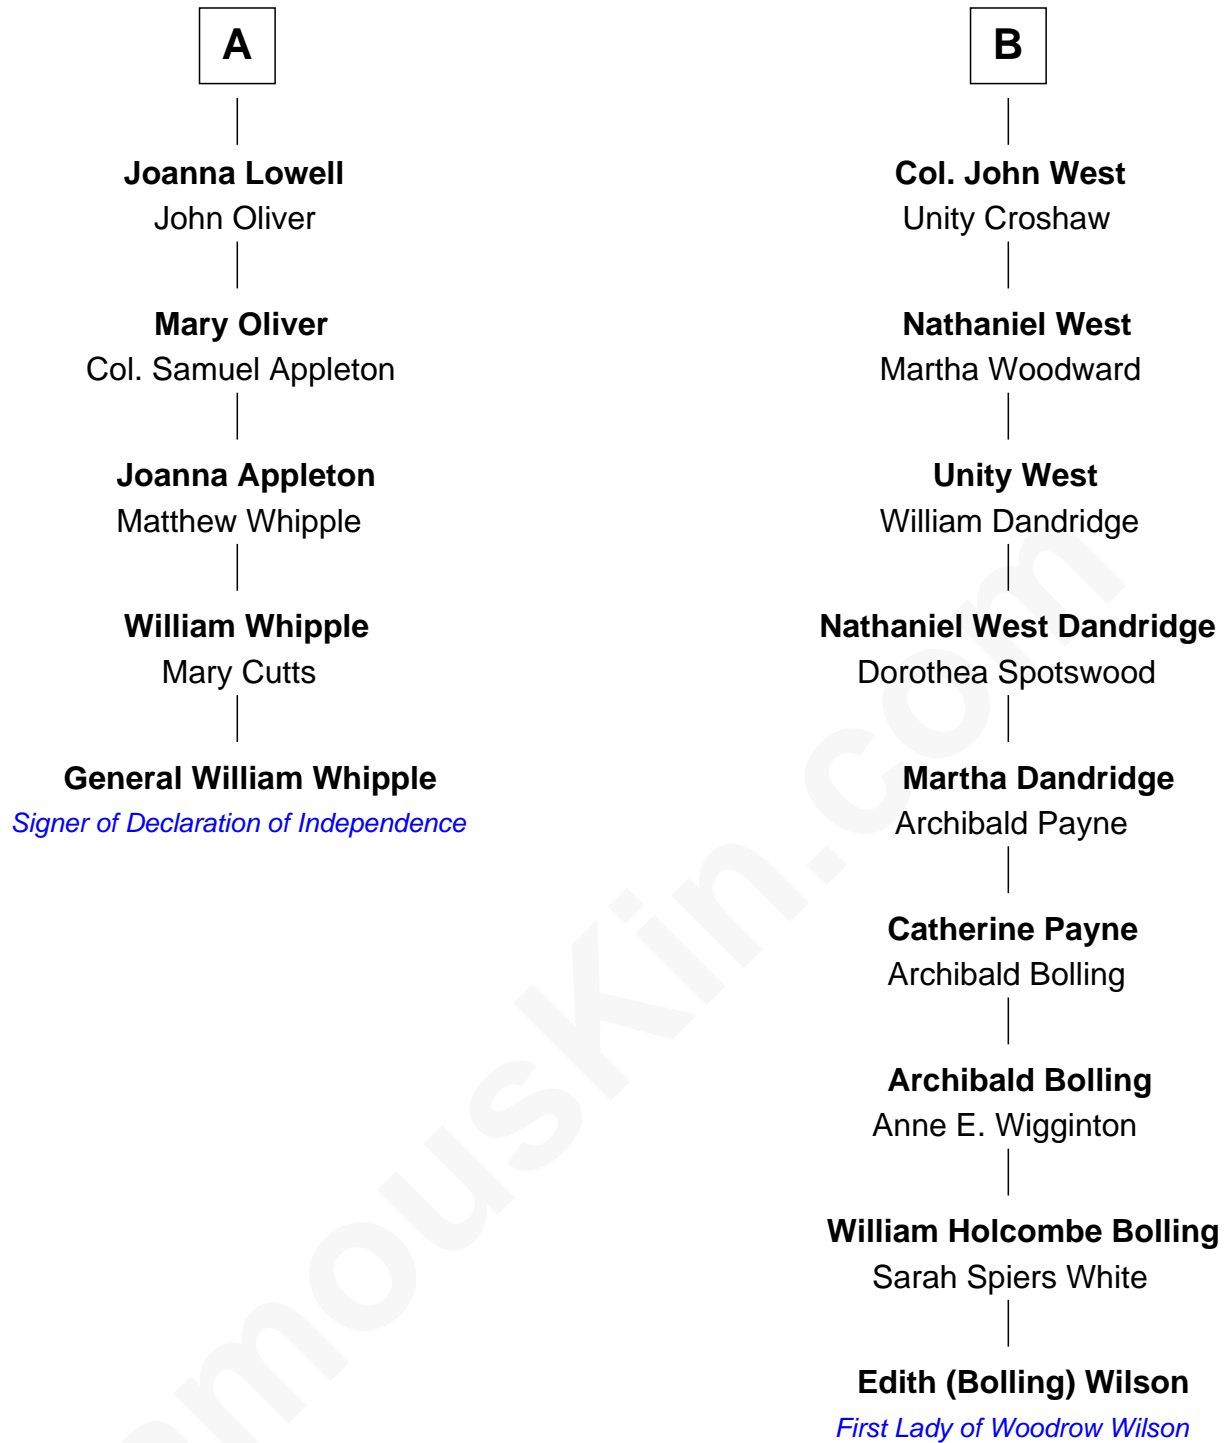 A
Joanna Lowell
John Oliver
Mary Oliver
Col. Samuel Appleton
Joanna Appleton
Matthew Whipple
William Whipple
Mary Cutts
General William Whipple
Signer of Declaration of Independence
B
Col. John West
Unity Croshaw
Nathaniel West
Martha Woodward
Unity West
William Dandridge
Nathaniel West Dandridge
Dorothea Spotswood
Martha Dandridge
Archibald Payne
Catherine Payne
Archibald Bolling
Archibald Bolling
Anne E. Wigginton
William Holcombe Bolling
Sarah Spiers White
Edith (Bolling) Wilson
First Lady of Woodrow Wilson
amousKin.com